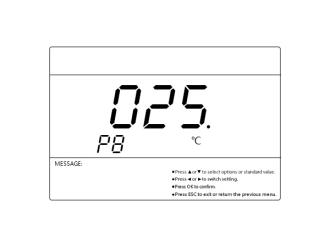 025.
P8 °C
MESSAGE:
● Press ▲ or ▼ to select options or standard value.
● Press ◄ or ► to switch setting.
● Press OK to confirm.
● Press ESC to exit or return the previous menu.